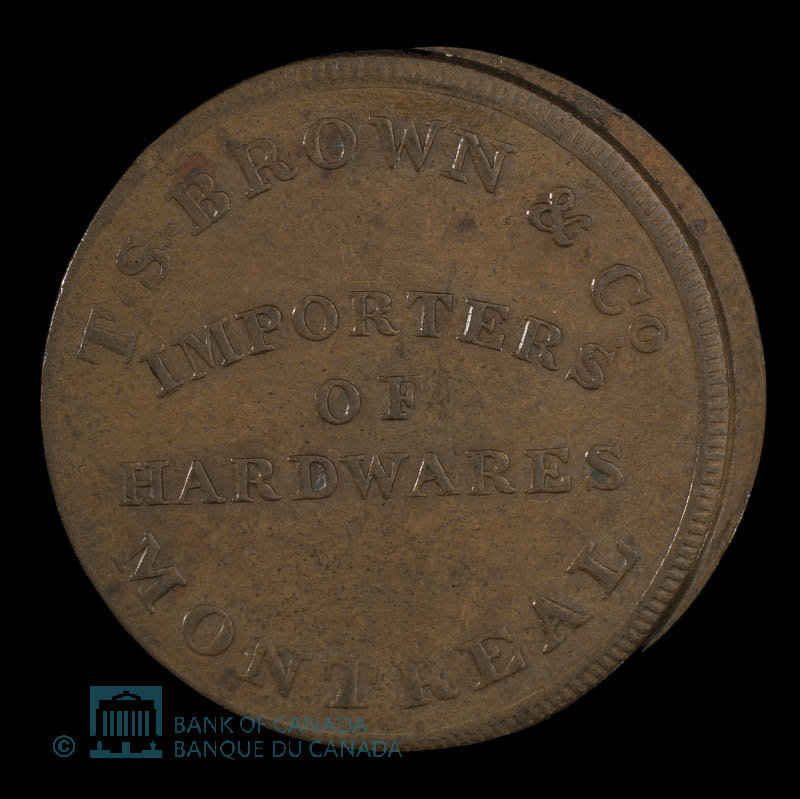 T.S. BROWN & Co
IMPORTERS
OF
HARDWARES
MONTREAL
© BANK OF CANADA
BANQUE DU CANADA